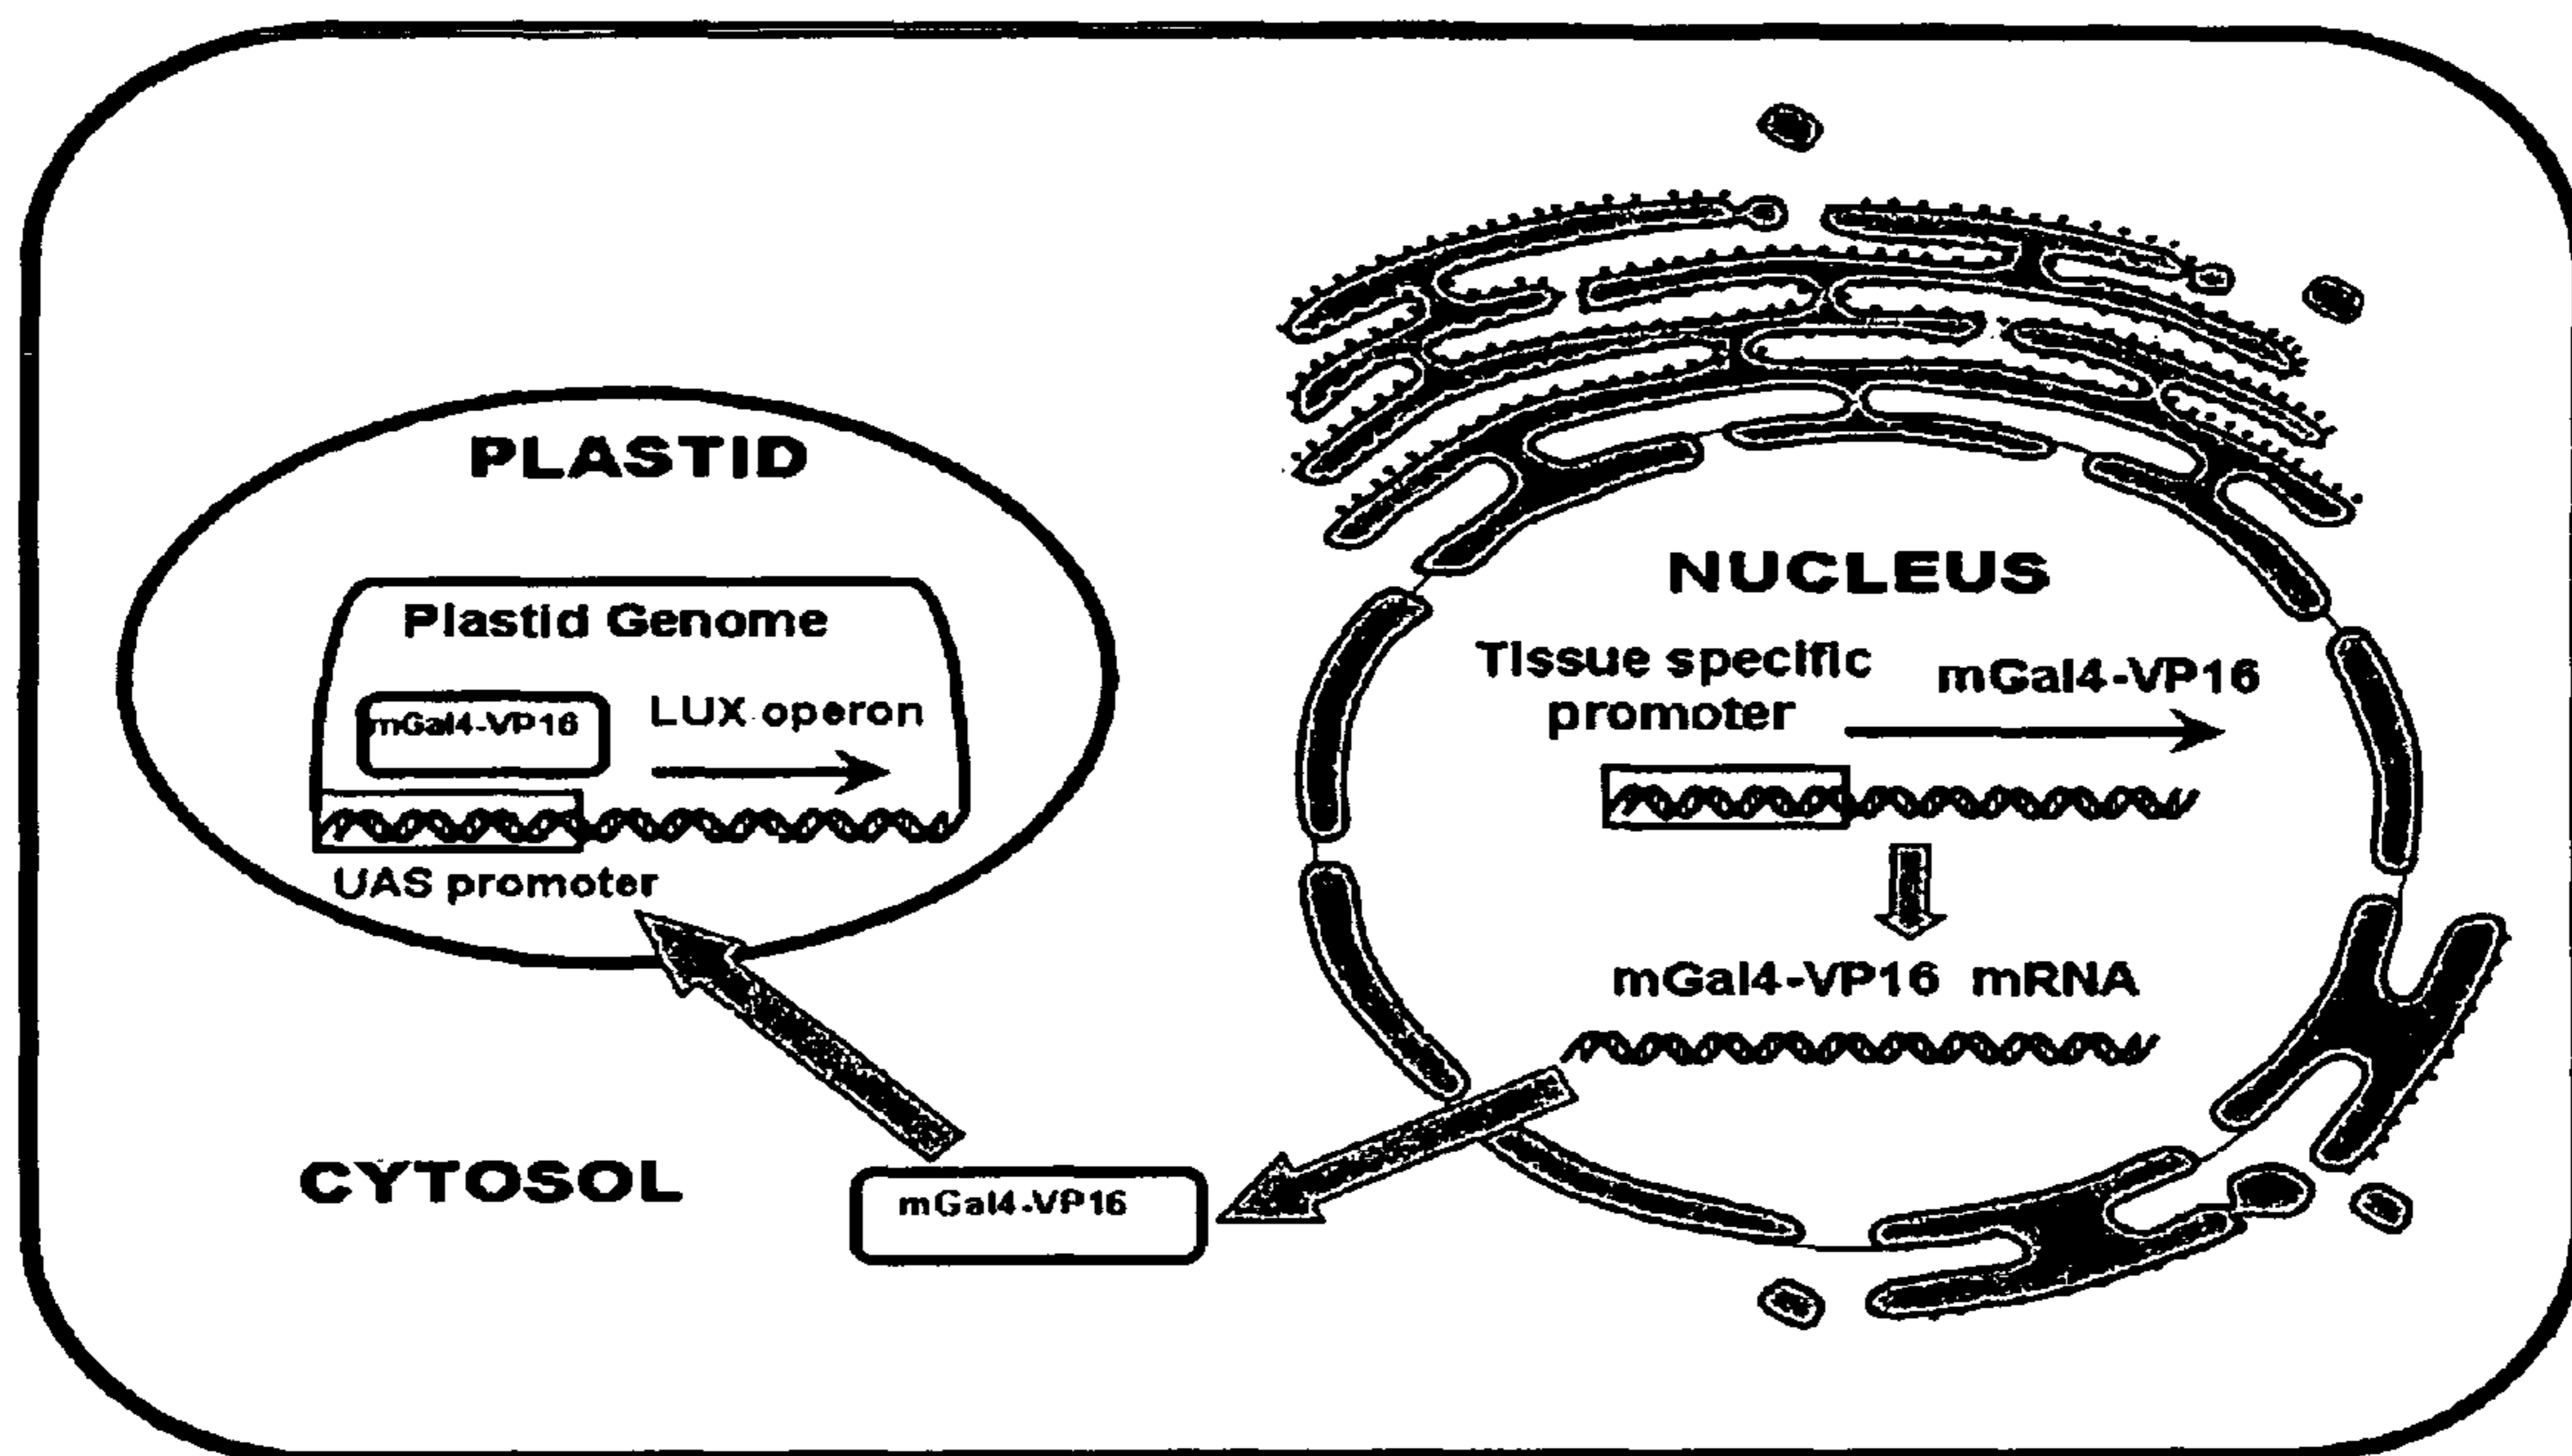 PLASTID
Plastid Genome
mGal4-VP16
LUX operon
UAS promoter
NUCLEUS
Tissue specific
promoter
mGal4-VP16
mGal4-VP16 mRNA
CYTOSOL
mGal4-VP16